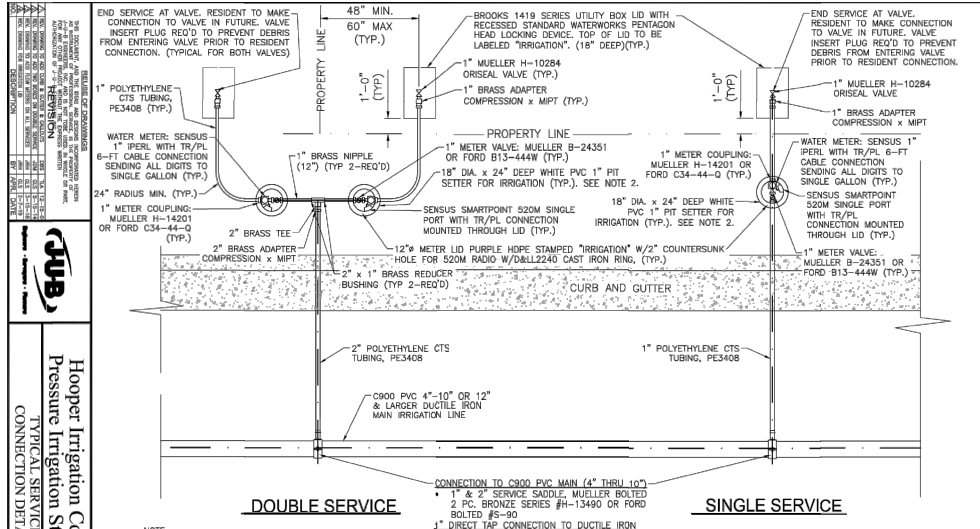 END SERVICE AT VALVE. RESIDENT TO MAKE
CONNECTION TO VALVE IN FUTURE. VALVE
INSERT PLUG REQ'D TO PREVENT DEBRIS
FROM ENTERING VALVE PRIOR TO RESIDENT
CONNECTION. (TYPICAL FOR BOTH VALVES)
48" MIN.
60" MAX
(TYP.)
PROPERTY LINE
BROOKS 1419 SERIES UTILITY BOX LID WITH
RECESSED STANDARD WATERWORKS PENTAGON
HEAD LOCKING DEVICE. TOP OF LID TO BE
LABELED "IRRIGATION". (18" DEEP)(TYP.)
END SERVICE AT VALVE.
RESIDENT TO MAKE CONNECTION
TO VALVE IN FUTURE. VALVE
INSERT PLUG REQ'D TO PREVENT
DEBRIS FROM ENTERING VALVE
PRIOR TO RESIDENT CONNECTION.
1'-0"
(TYP)
1" MUELLER H-10284
ORISEAL VALVE (TYP.)
1" BRASS ADAPTER
COMPRESSION x MIPT (TYP.)
1'-0"
(TYP)
1" MUELLER H-10284
ORISEAL VALVE
1" BRASS ADAPTER
COMPRESSION x MIPT
1" POLYETHYLENE
CTS TUBING,
PE3408 (TYP.)
PROPERTY LINE
WATER METER: SENSUS
1" iPERL WITH TR/PL
6-FT CABLE CONNECTION
SENDING ALL DIGITS TO
SINGLE GALLON (TYP.)
1" BRASS NIPPLE
(12") (TYP 2-REQ'D)
1" METER VALVE: MUELLER B-24351
OR FORD B13-444W (TYP.)
18" DIA. x 24" DEEP WHITE PVC 1" PIT
SETTER FOR IRRIGATION (TYP.). SEE NOTE 2.
1" METER COUPLING:
MUELLER H-14201 OR
FORD C34-44-Q (TYP.)
WATER METER: SENSUS 1"
iPERL WITH TR/PL 6-FT
CABLE CONNECTION
SENDING ALL DIGITS TO
SINGLE GALLON (TYP.)
24" RADIUS MIN. (TYP.)
1" METER COUPLING:
MUELLER H-14201
OR FORD C34-44-Q
(TYP.)
2" BRASS TEE
2" BRASS ADAPTER
COMPRESSION x MIPT
SENSUS SMARTPOINT 520M SINGLE
PORT WITH TR/PL CONNECTION
MOUNTED THROUGH LID (TYP.)
18" DIA. x 24" DEEP WHITE
PVC 1" PIT SETTER FOR
IRRIGATION (TYP.). SEE NOTE 2.
SENSUS SMARTPOINT
520M SINGLE PORT
WITH TR/PL
CONNECTION MOUNTED
THROUGH LID (TYP.)
12"ø METER LID PURPLE HDPE STAMPED "IRRIGATION" W/2" COUNTERSUNK
HOLE FOR 520M RADIO W/D&LL2240 CAST IRON RING, (TYP.)
2" x 1" BRASS REDUCER
BUSHING (TYP 2-REQ'D)
1" METER VALVE:
MUELLER B-24351 OR
FORD B13-444W (TYP.)
CURB AND GUTTER
2" POLYETHYLENE CTS
TUBING, PE3408
1" POLYETHYLENE CTS
TUBING, PE3408
C900 PVC 4"-10" OR 12"
& LARGER DUCTILE IRON
MAIN IRRIGATION LINE
CONNECTION TO C900 PVC MAIN (4" THRU 10")
• 1" & 2" SERVICE SADDLE, MUELLER BOLTED
2 PC. BRONZE SERIES #H-13490 OR FORD
BOLTED #S-90
1" DIRECT TAP CONNECTION TO DUCTILE IRON
DOUBLE SERVICE
SINGLE SERVICE
NOTE
REUSE OF DRAWINGS
REVISION
NO.
DESCRIPTION
BY
APR.
DATE
J-U-B
Hooper Irrigation Co
Pressure Irrigation St
TYPICAL SERVIC
CONNECTION DETA